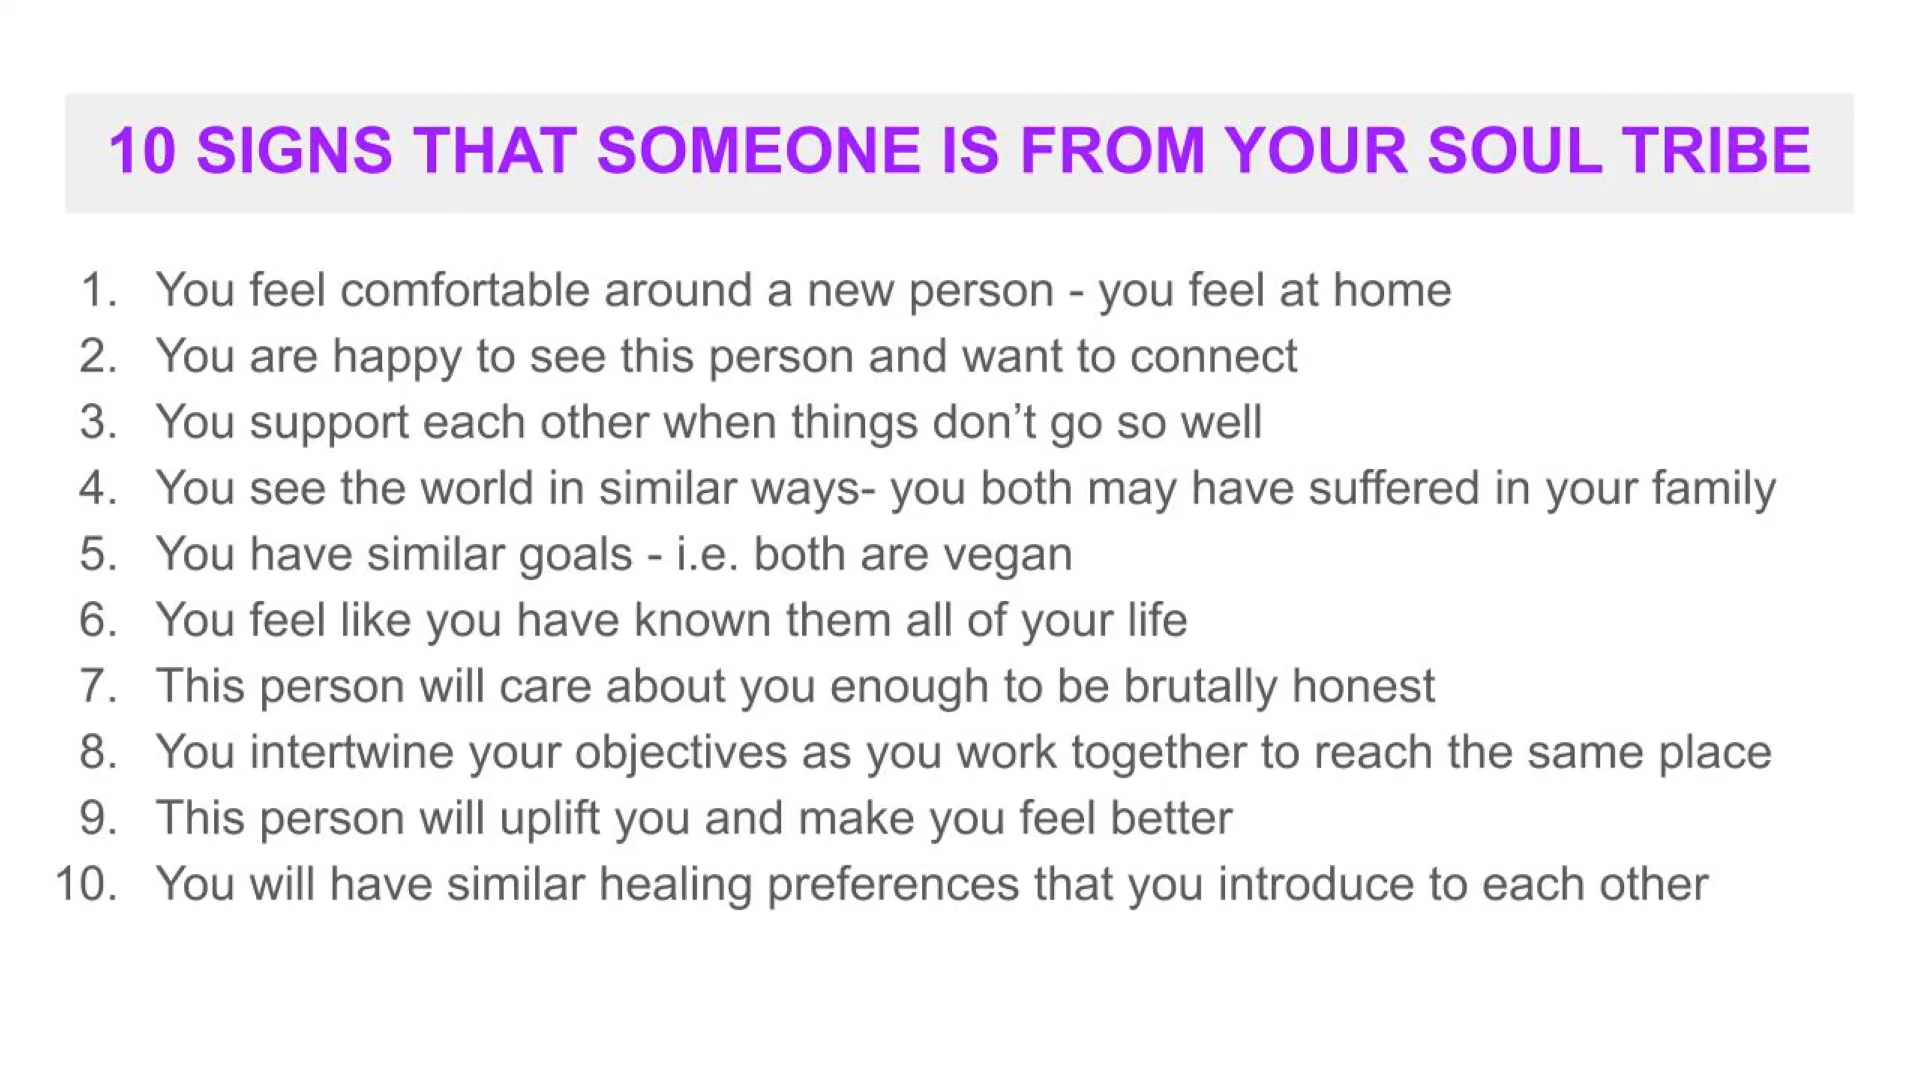 10 SIGNS THAT SOMEONE IS FROM YOUR SOUL TRIBE
1. You feel comfortable around a new person - you feel at home
2. You are happy to see this person and want to connect
3. You support each other when things don’t go so well
4. You see the world in similar ways- you both may have suffered in your family
5. You have similar goals - i.e. both are vegan
6. You feel like you have known them all of your life
7. This person will care about you enough to be brutally honest
8. You intertwine your objectives as you work together to reach the same place
9. This person will uplift you and make you feel better
10. You will have similar healing preferences that you introduce to each other